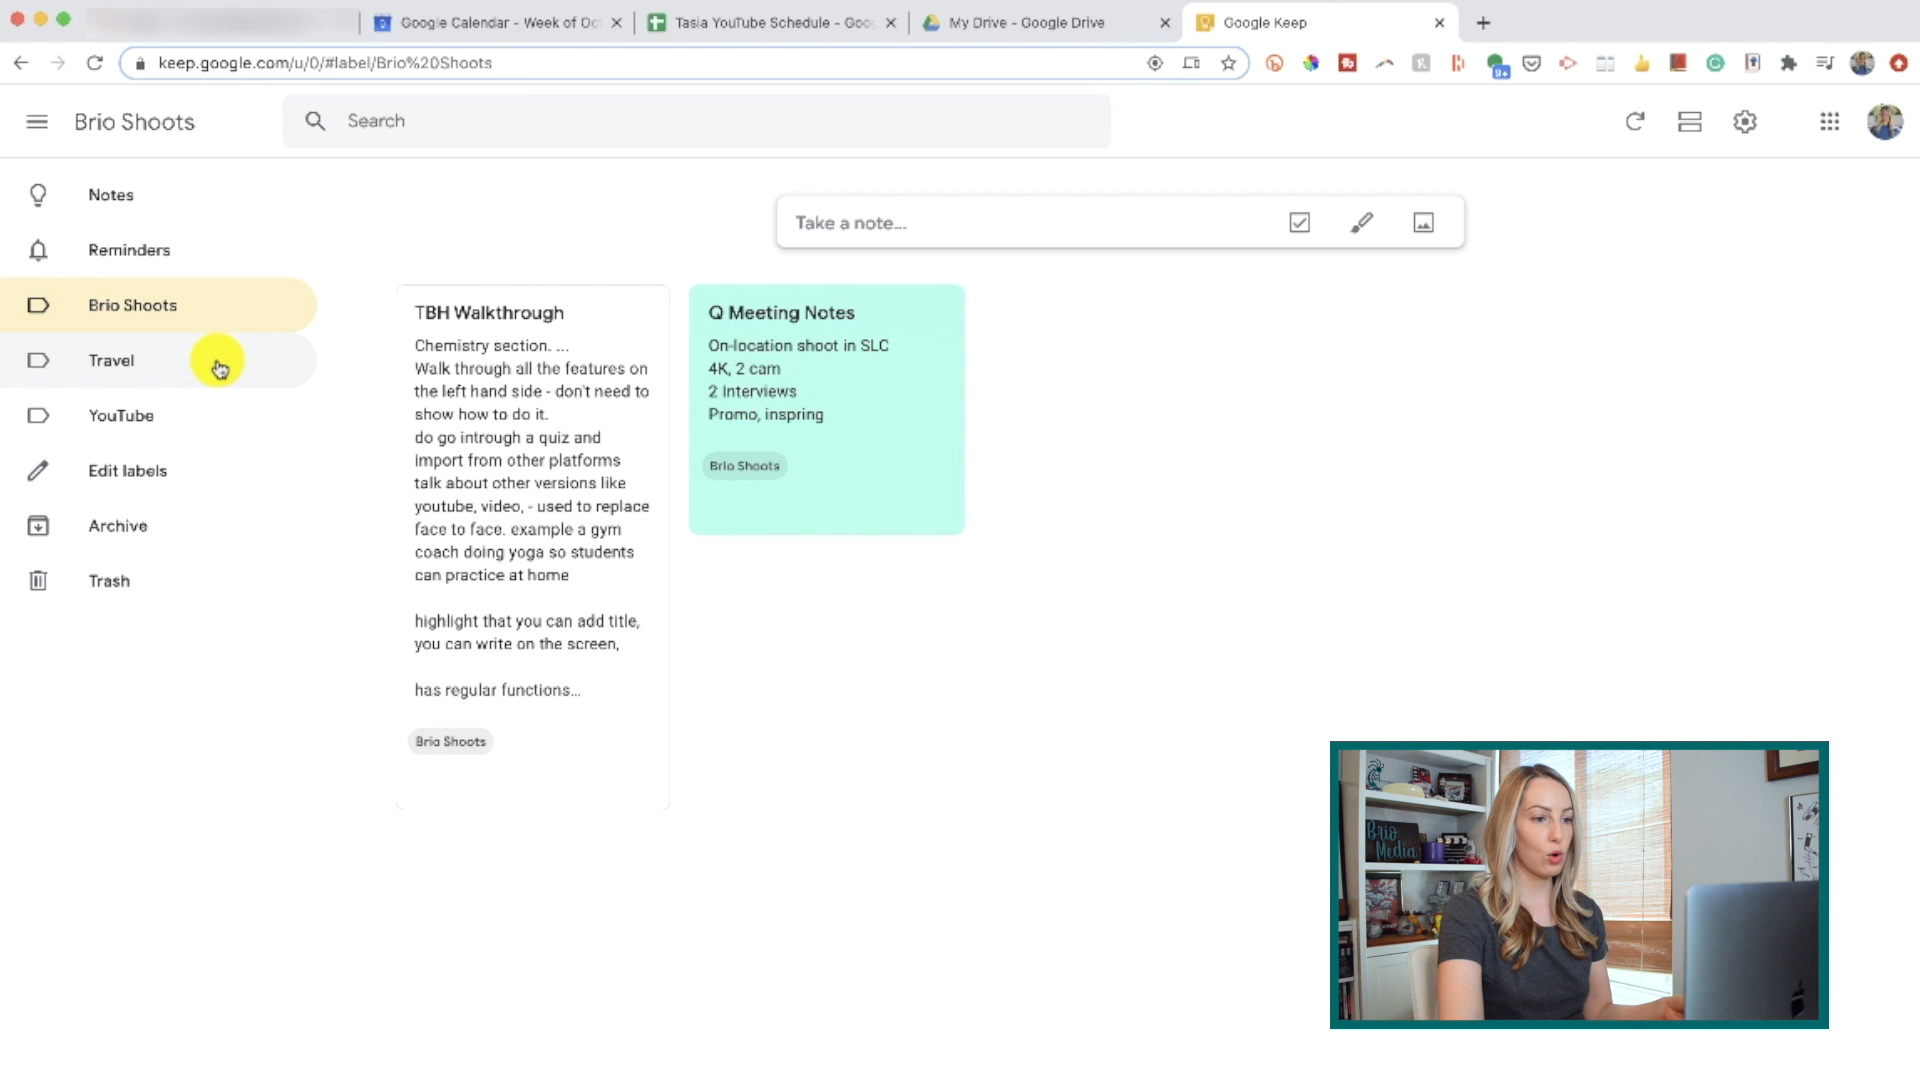 Google Calendar - Week of Oc
Tasia YouTube Schedule - Goo
My Drive - Google Drive
Google Keep
keep.google.com/u/0/#label/Brio%20Shoots
Brio Shoots
Search
Notes
Reminders
Brio Shoots
Travel
YouTube
Edit labels
Archive
Trash
Take a note...
TBH Walkthrough
Chemistry section. ...
Walk through all the features on
the left hand side - don't need to
show how to do it.
do go intrough a quiz and
import from other platforms
talk about other versions like
youtube, video, - used to replace
face to face. example a gym
coach doing yoga so students
can practice at home
highlight that you can add title,
you can write on the screen,
has regular functions...
Brio Shoots
Q Meeting Notes
On-location shoot in SLC
4K, 2 cam
2 Interviews
Promo, inspring
Brio Shoots
Brio
Media